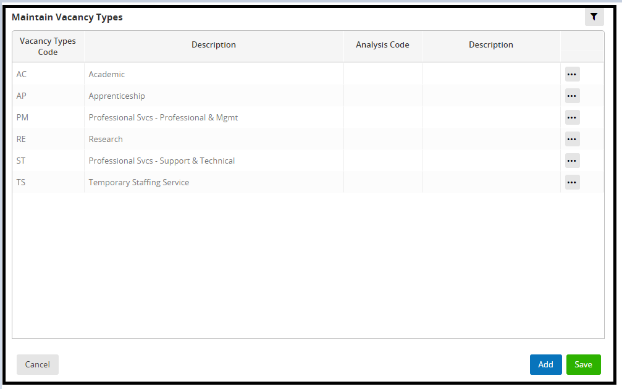 Maintain Vacancy Types
Vacancy Types Code Description Analysis Code Description
AC Academic
AP Apprenticeship
PM Professional Svcs - Professional & Mgmt
RE Research
ST Professional Svcs - Support & Technical
TS Temporary Staffing Service
Cancel Add Save